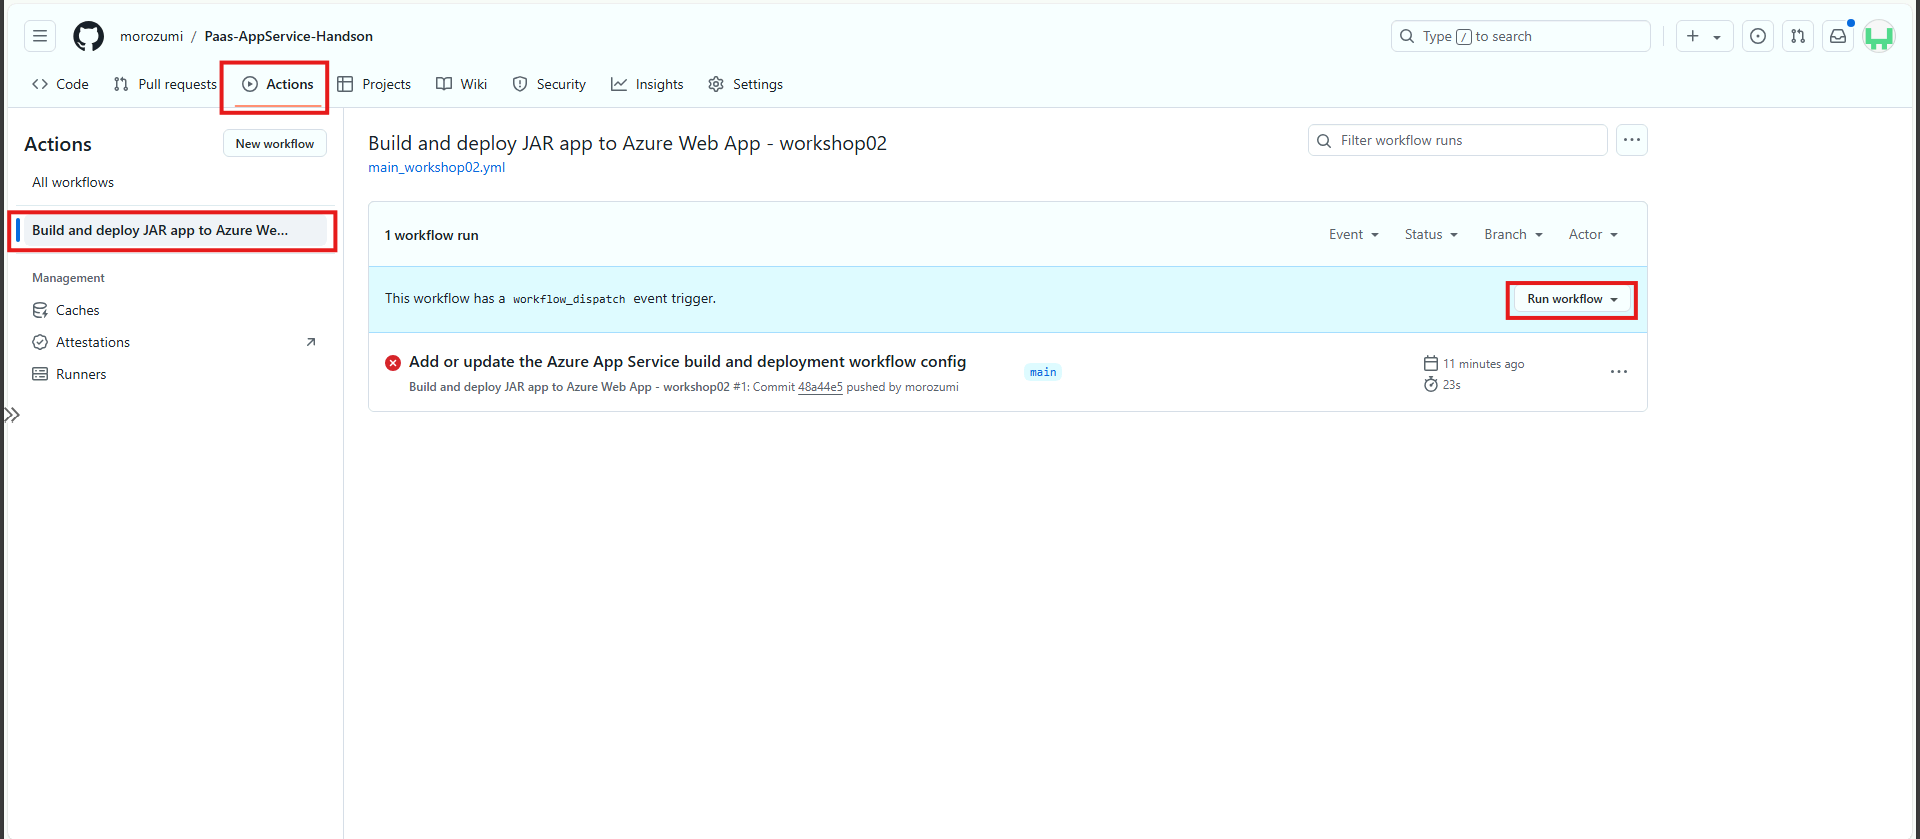 morozumi / Paas-AppService-Handson
Type / to search
Code
Pull requests
Actions
Projects
Wiki
Security
Insights
Settings
Actions
New workflow
All workflows
Build and deploy JAR app to Azure We...
Management
Caches
Attestations
Runners
Build and deploy JAR app to Azure Web App - workshop02
main_workshop02.yml
Filter workflow runs
1 workflow run
Event
Status
Branch
Actor
This workflow has a workflow_dispatch event trigger.
Run workflow
Add or update the Azure App Service build and deployment workflow config
Build and deploy JAR app to Azure Web App - workshop02 #1: Commit 48a44e5 pushed by morozumi
main
11 minutes ago
23s